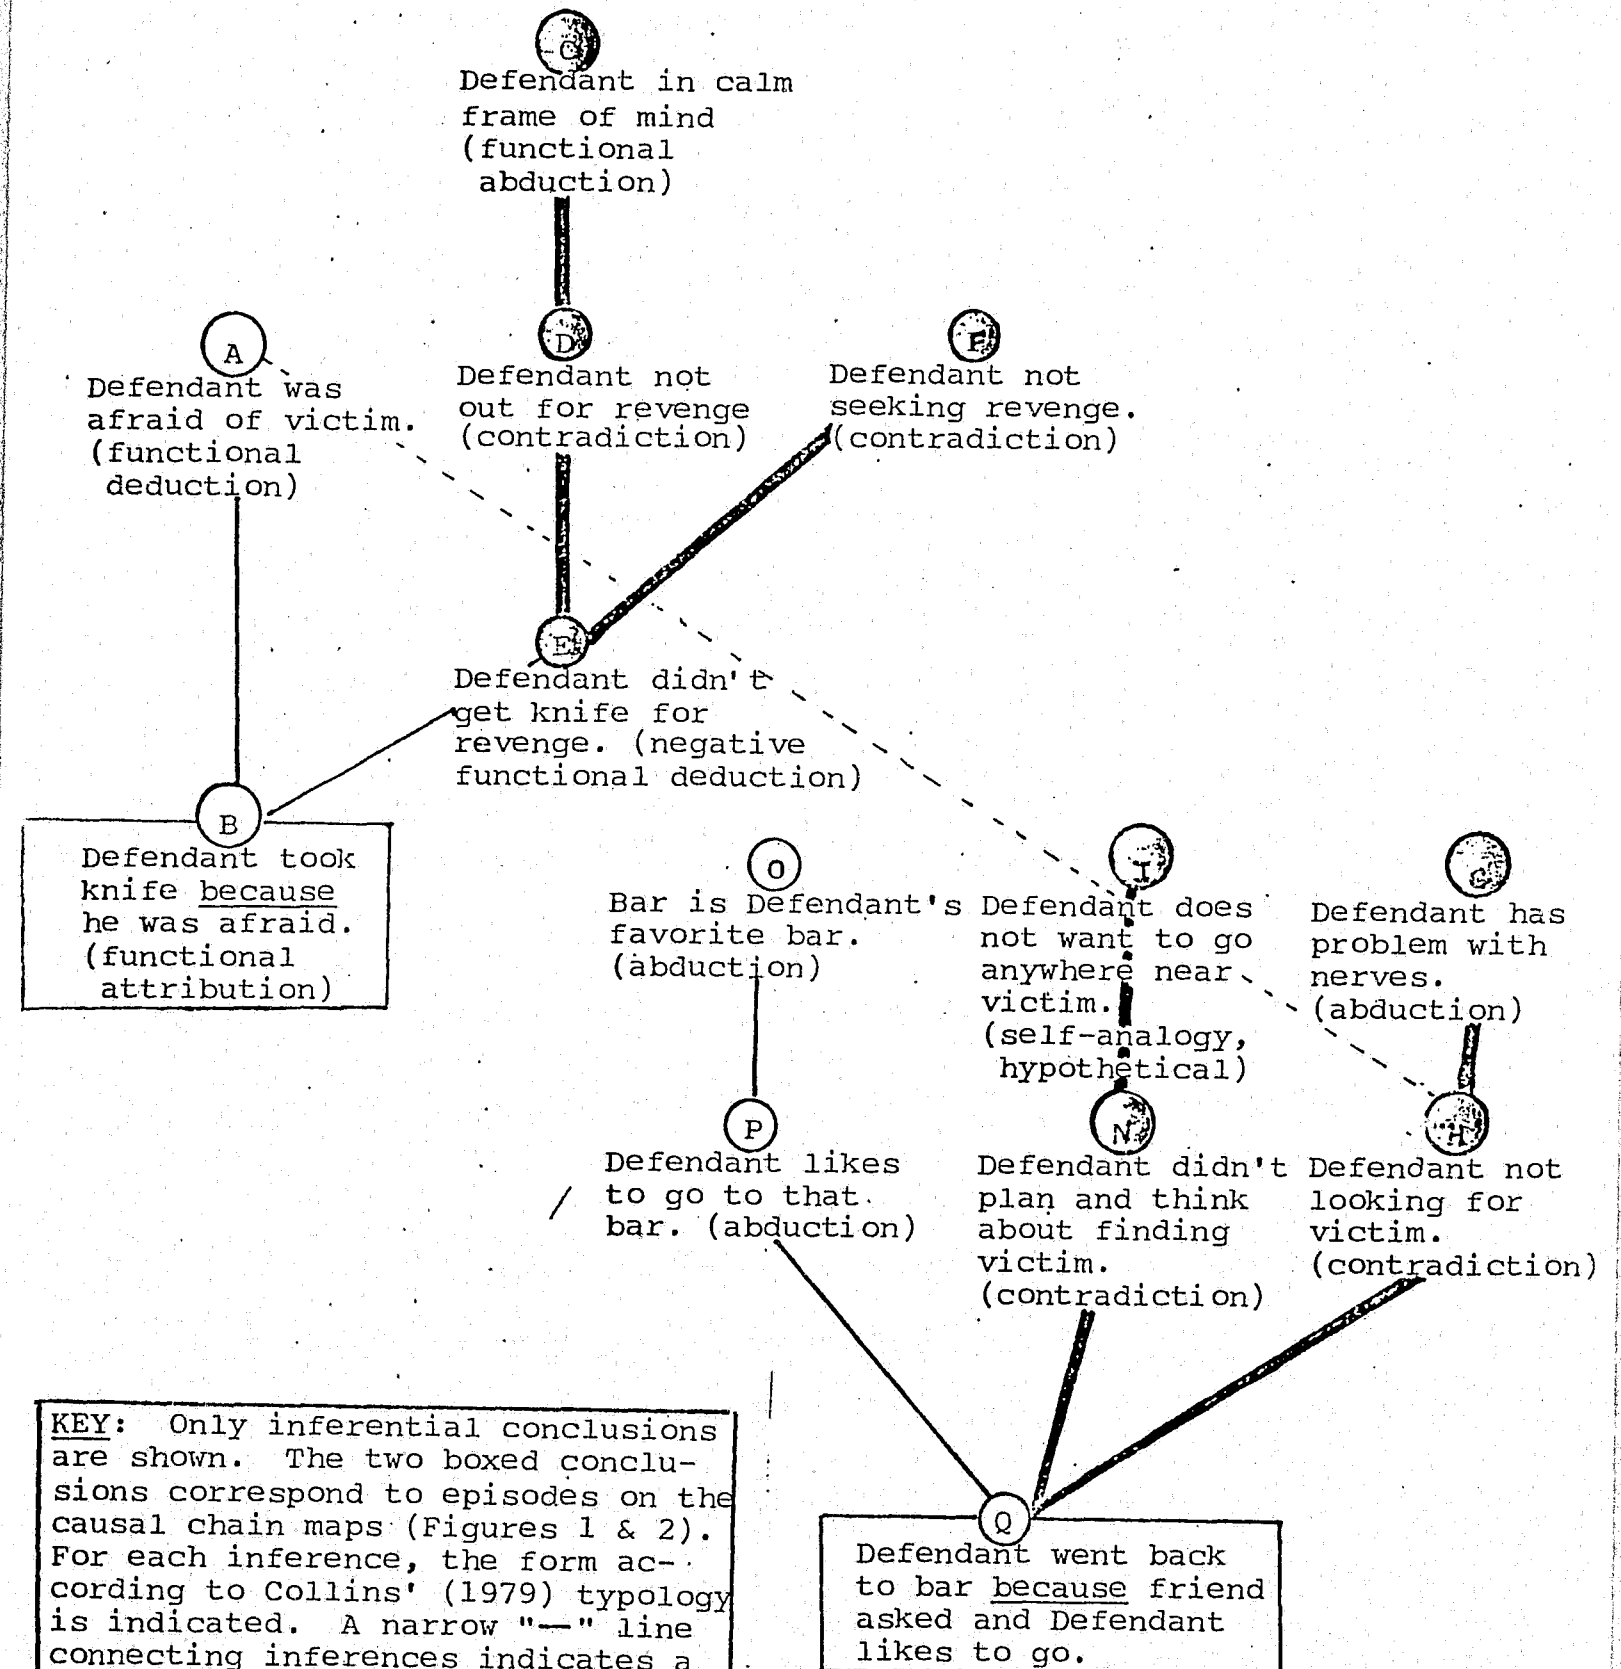 C
Defendant in calm
frame of mind
(functional
abduction)
A
Defendant was
afraid of victim.
(functional
deduction)
D
Defendant not
out for revenge
(contradiction)
F
Defendant not
seeking revenge.
(contradiction)
E
Defendant didn't
get knife for
revenge. (negative
functional deduction)
B
Defendant took
knife because
he was afraid.
(functional
attribution)
O
Bar is Defendant's
favorite bar.
(abduction)
I
Defendant does
not want to go
anywhere near
victim.
(self-analogy,
hypothetical)
G
Defendant has
problem with
nerves.
(abduction)
P
Defendant likes
to go to that
bar. (abduction)
N
Defendant didn't
plan and think
about finding
victim.
(contradiction)
H
Defendant not
looking for
victim.
(contradiction)
KEY: Only inferential conclusions
are shown. The two boxed conclu-
sions correspond to episodes on the
causal chain maps (Figures 1 & 2).
For each inference, the form ac-
cording to Collins' (1979) typology
is indicated. A narrow "—" line
connecting inferences indicates a
Q
Defendant went back
to bar because friend
asked and Defendant
likes to go.